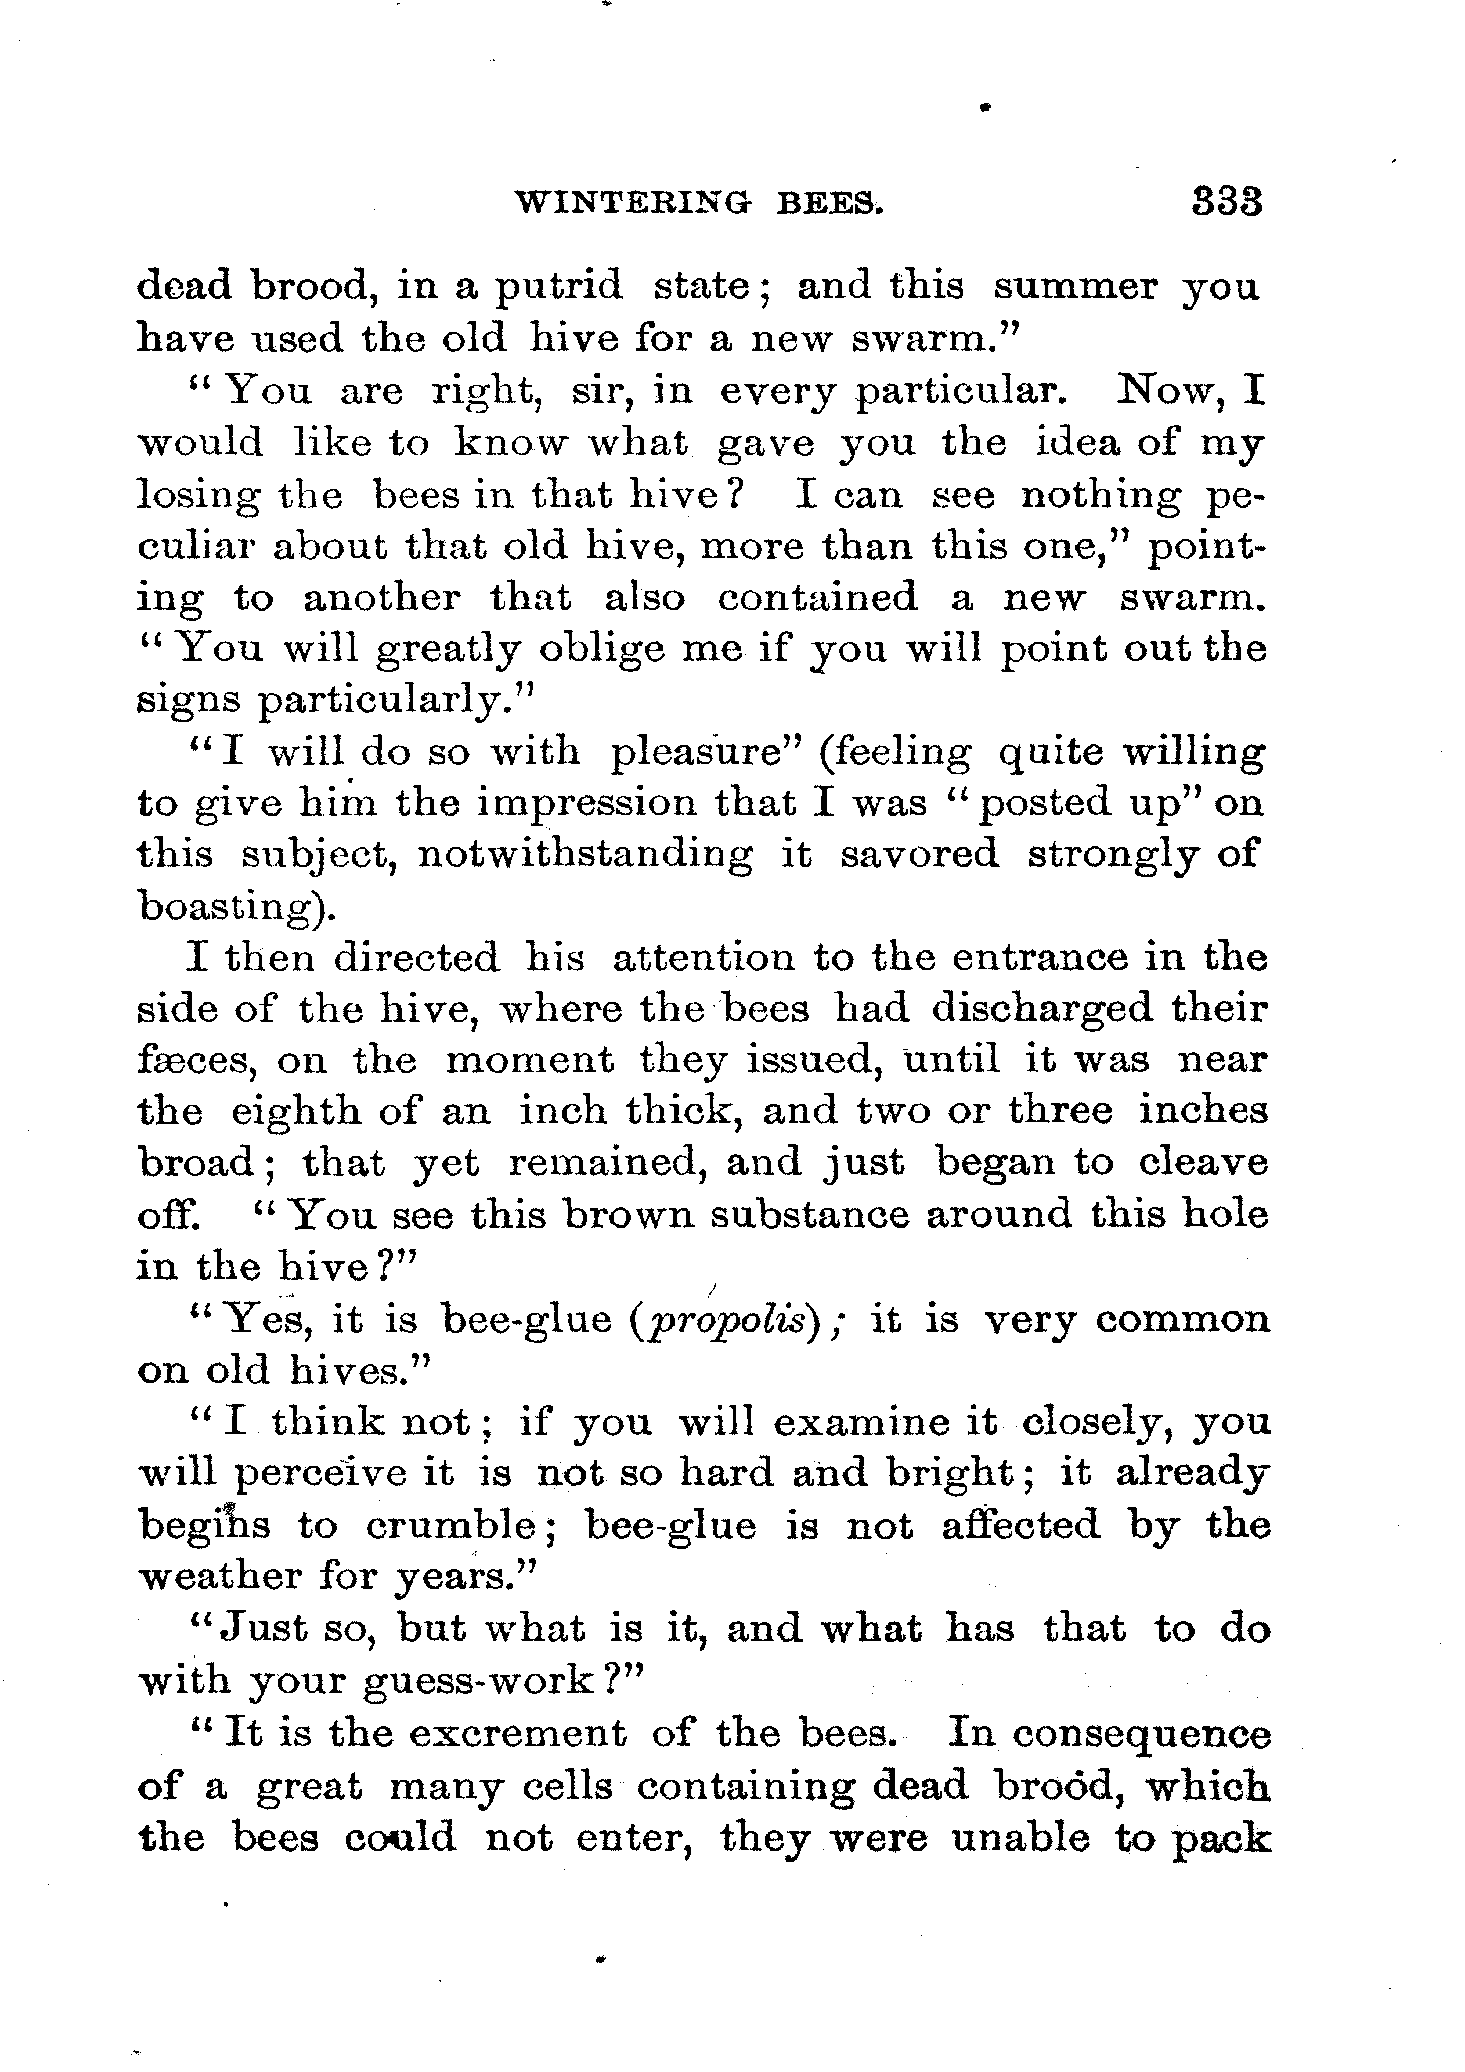 WINTERING BEES. 333
dead brood, in a putrid state; and this summer you
have used the old hive for a new swarm."
"You are right, sir, in every particular. Now, I
would like to know what gave you the idea of my
losing the bees in that hive? I can see nothing pe-
culiar about that old hive, more than this one," point-
ing to another that also contained a new swarm.
"You will greatly oblige me if you will point out the
signs particularly."
"I will do so with pleasure" (feeling quite willing
to give him the impression that I was "posted up" on
this subject, notwithstanding it savored strongly of
boasting).
I then directed his attention to the entrance in the
side of the hive, where the bees had discharged their
fæces, on the moment they issued, until it was near
the eighth of an inch thick, and two or three inches
broad; that yet remained, and just began to cleave
off. "You see this brown substance around this hole
in the hive?"
"Yes, it is bee-glue (propolis); it is very common
on old hives."
"I think not; if you will examine it closely, you
will perceive it is not so hard and bright; it already
begins to crumble; bee-glue is not affected by the
weather for years."
"Just so, but what is it, and what has that to do
with your guess-work?"
"It is the excrement of the bees. In consequence
of a great many cells containing dead brood, which
the bees could not enter, they were unable to pack